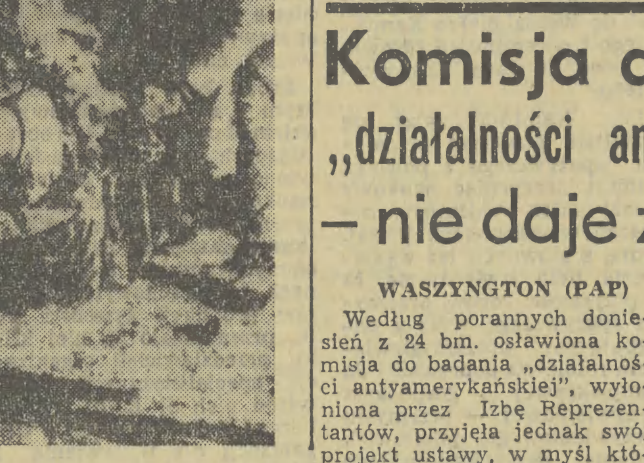 Komisja
„działalności
– nie daje
WASZYNGTON (PAP)
Według porannych donie-
sień z 24 bm. osławiona ko-
misja do badania „działalnoś-
ci antyamerykańskiej”, wyło-
niona przez Izbę Reprezen-
tantów, przyjęła jednak swó
projekt ustawy, w myśl któ-